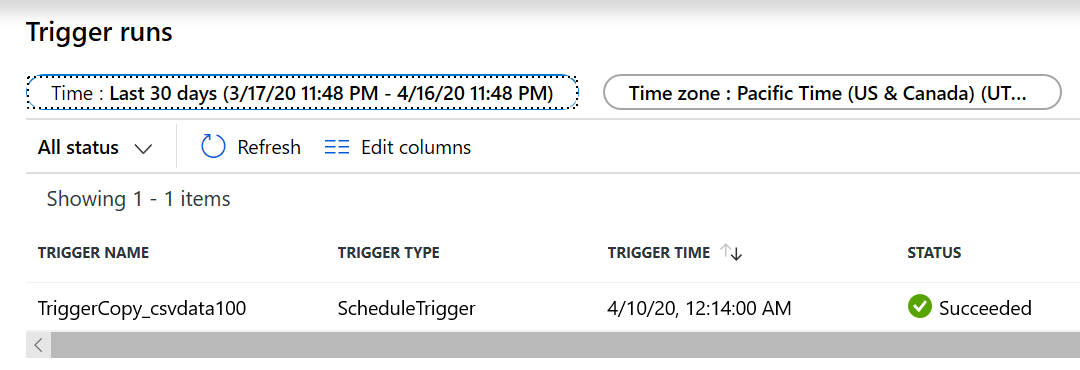 Trigger runs
Time : Last 30 days (3/17/20 11:48 PM - 4/16/20 11:48 PM) Time zone : Pacific Time (US & Canada) (UT...
All status Refresh Edit columns
Showing 1 - 1 items
TRIGGER NAME TRIGGER TYPE TRIGGER TIME STATUS
TriggerCopy_csvdata100 ScheduleTrigger 4/10/20, 12:14:00 AM Succeeded